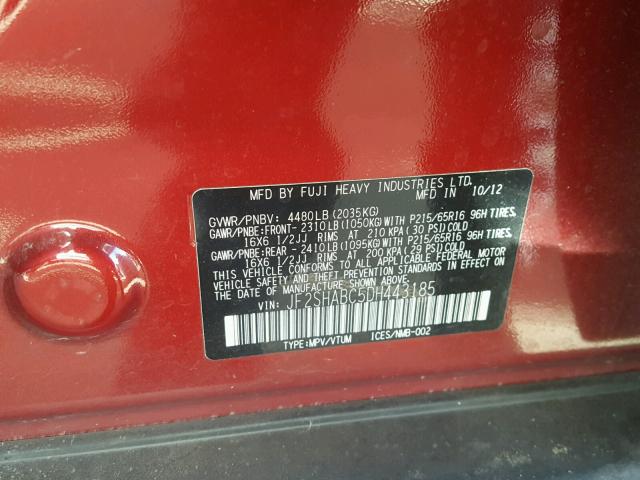 MFD BY FUJI HEAVY INDUSTRIES LTD.
MFD IN 10/12
GVWR/PNBV: 4480LB (2035KG)
GAWR/PNBE:FRONT- 2310LB(1050KG)WITH P215/65R16 96H TIRES,
16X6 1/2JJ RIMS AT 210 KPA (30 PSI)COLD
GAWR/PNBE:REAR- 2410LB(1095KG)WITH P215/65R16 96H TIRES,
16X6 1/2JJ RIMS AT 200 KPA (29 PSI)COLD
THIS VEHICLE CONFORMS TO ALL APPLICABLE FEDERAL MOTOR
VEHICLE SAFETY AND THEFT PREVENTION STANDARDS IN
EFFECT ON THE DATE OF MANUFACTURE SHOWN ABOVE.
VIN: JF2SHABC5DH443185
TYPE:MPV/VTUM ICES/NMB-002